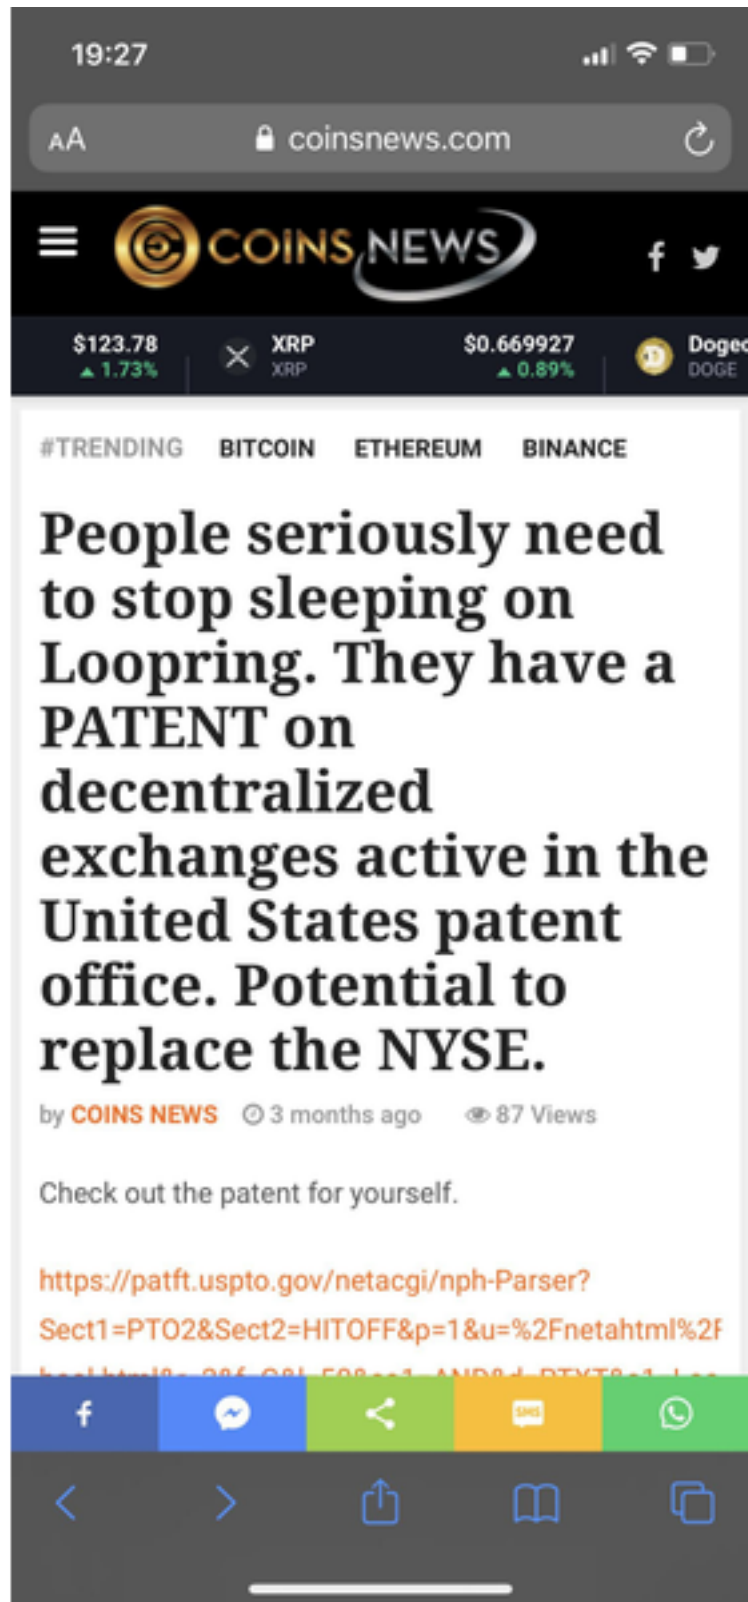 19:27
AA coinsnews.com
COINS NEWS
$123.78 XRP $0.669927 Dogec
▲ 1.73% XRP ▲ 0.89% DOGE
#TRENDING BITCOIN ETHEREUM BINANCE
People seriously need
to stop sleeping on
Loopring. They have a
PATENT on
decentralized
exchanges active in the
United States patent
office. Potential to
replace the NYSE.
by COINS NEWS 3 months ago 87 Views
Check out the patent for yourself.
https://patft.uspto.gov/netacgi/nph-Parser?
Sect1=PTO2&Sect2=HITOFF&p=1&u=%2Fnetahtml%2F
SMS